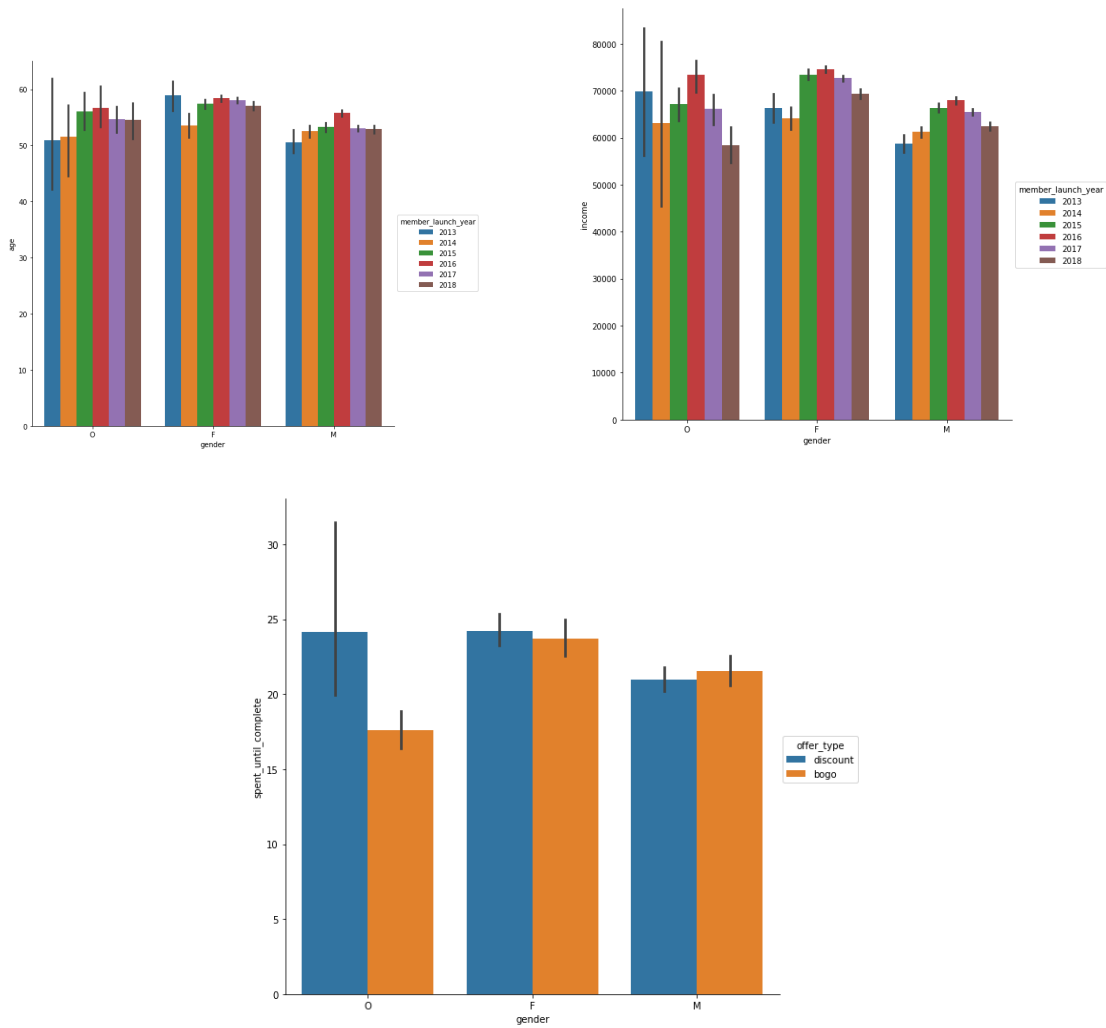 60
50
40
30
20
10
0
age
O F M
gender
member_launch_year
2013
2014
2015
2016
2017
2018
80000
70000
60000
50000
40000
30000
20000
10000
0
income
O F M
gender
member_launch_year
2013
2014
2015
2016
2017
2018
30
25
20
15
10
5
0
spent_until_complete
O F M
gender
offer_type
discount
bogo